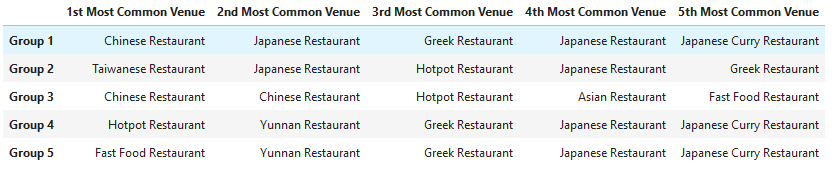 1st Most Common Venue 2nd Most Common Venue 3rd Most Common Venue 4th Most Common Venue 5th Most Common Venue
Group 1 Chinese Restaurant Japanese Restaurant Greek Restaurant Japanese Restaurant Japanese Curry Restaurant
Group 2 Taiwanese Restaurant Japanese Restaurant Hotpot Restaurant Japanese Restaurant Greek Restaurant
Group 3 Chinese Restaurant Chinese Restaurant Hotpot Restaurant Asian Restaurant Fast Food Restaurant
Group 4 Hotpot Restaurant Yunnan Restaurant Greek Restaurant Japanese Restaurant Japanese Curry Restaurant
Group 5 Fast Food Restaurant Yunnan Restaurant Greek Restaurant Japanese Restaurant Japanese Curry Restaurant